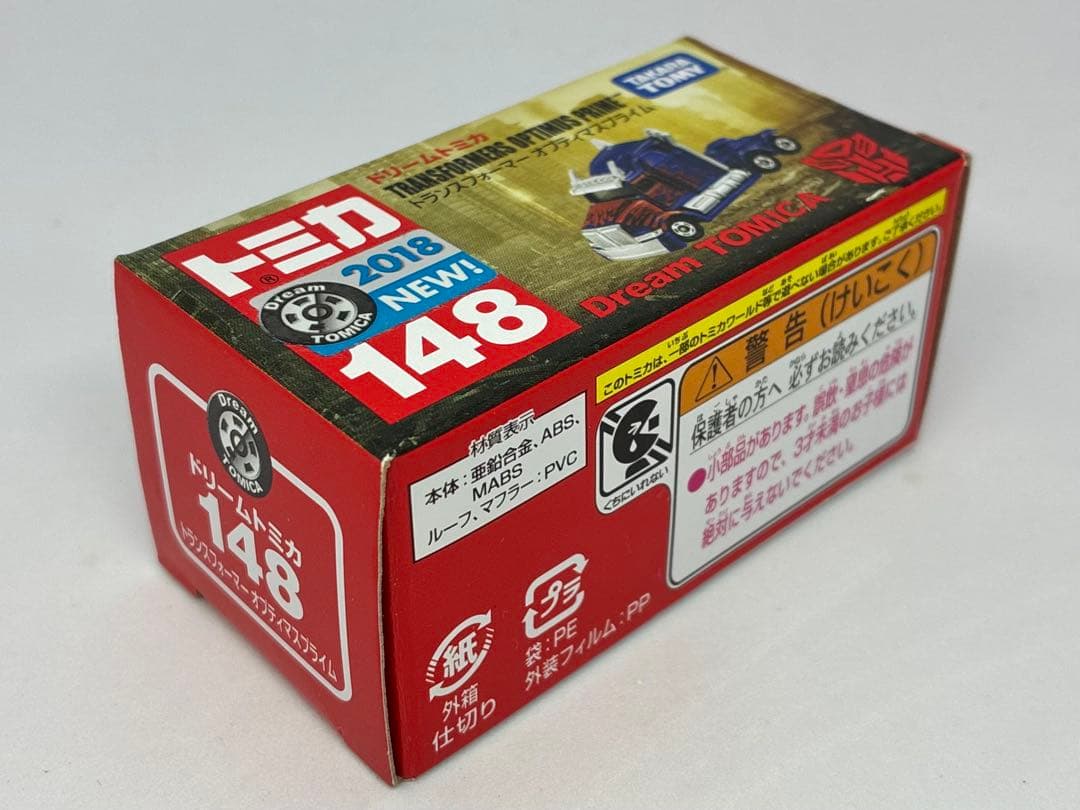 TAKARA
TOMY
ドリームトミカ
TRANSFORMERS OPTIMUS PRIME™
トランスフォーマー オプティマスプライム
トミカ
®
2018
NEW!
Dream
TOMICA
148
Dream TOMICA
Dream
TOMICA
ドリームトミカ
148
トランスフォーマー オプティマスプライム
材質表示
本体:亜鉛合金、ABS、
MABS
ルーフ、マフラー:PVC
このトミカは、一部のトミカワールド等で遊べない場合があります。ご了承ください。
くちにいれない
警告(けいこく)
保護者の方へ 必ずお読みください。
●小部品があります。誤飲・窒息の危険が
ありますので、3才未満のお子様には
絶対に与えないでください。
紙
外箱
仕切り
プラ
袋:PE
外装フィルム:PP